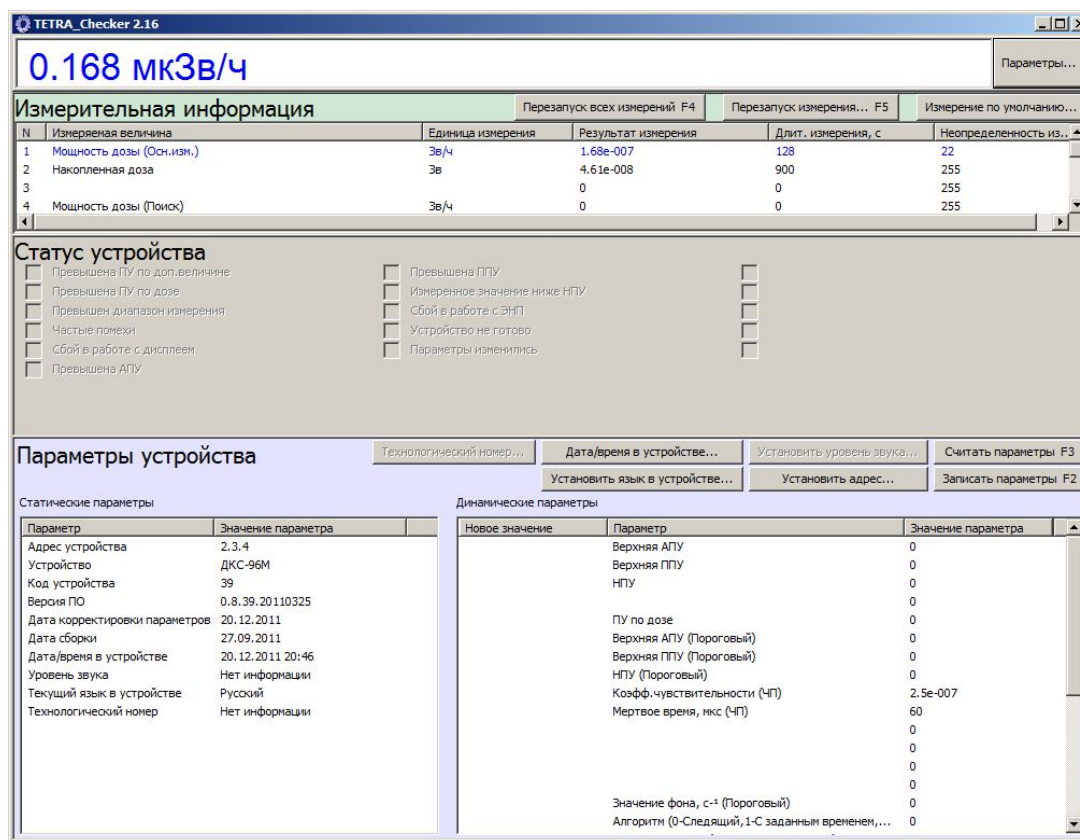 TETRA_Checker 2.16
0.168 мкЗв/ч
Параметры...
Измерительная информация Перезапуск всех измерений F4 Перезапуск измерения... F5 Измерение по умолчанию...
N Измеряемая величина Единица измерения Результат измерения Длит. измерения, с Неопределенность из...
1 Мощность дозы (Осн.изм.) Зв/ч 1.68e-007 128 22
2 Накопленная доза Зв 4.61e-008 900 255
3 0 0 255
4 Мощность дозы (Поиск) Зв/ч 0 0 255
Статус устройства
Превышена ПУ по доп.величине Превышена ППУ
Превышена ПУ по дозе Измеренное значение ниже НПУ
Превышен диапазон измерения Сбой в работе с ЭНП
Частые помехи Устройство не готово
Сбой в работе с дисплеем Параметры изменились
Превышена АПУ
Параметры устройства Технологический номер... Дата/время в устройстве... Установить уровень звука... Считать параметры F3
Установить язык в устройстве... Установить адрес... Записать параметры F2
Статические параметры Динамические параметры
Параметр Значение параметра Новое значение Параметр Значение параметра
Адрес устройства 2.3.4 Верхняя АПУ 0
Устройство ДКС-96М Верхняя ППУ 0
Код устройства 39 НПУ 0
Версия ПО 0.8.39.20110325 0
Дата корректировки параметров 20.12.2011 ПУ по дозе 0
Дата сборки 27.09.2011 Верхняя АПУ (Пороговый) 0
Дата/время в устройстве 20.12.2011 20:46 Верхняя ППУ (Пороговый) 0
Уровень звука Нет информации НПУ (Пороговый) 0
Текущий язык в устройстве Русский Коэфф.чувствительности (ЧП) 2.5e-007
Технологический номер Нет информации Мертвое время, мкс (ЧП) 60
0
0
0
0
Значение фона, с-¹ (Пороговый) 0
Алгоритм (0-Следящий,1-С заданным временем,... 0